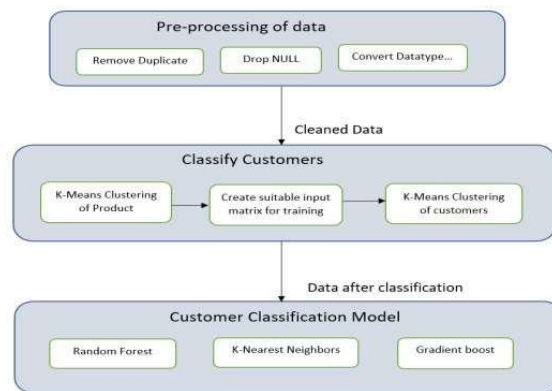 Pre-processing of data
Remove Duplicate
Drop NULL
Convert Datatype...
Cleaned Data
Classify Customers
K-Means Clustering
of Product
Create suitable input
matrix for training
K-Means Clustering
of customers
Data after classification
Customer Classification Model
Random Forest
K-Nearest Neighbors
Gradient boost